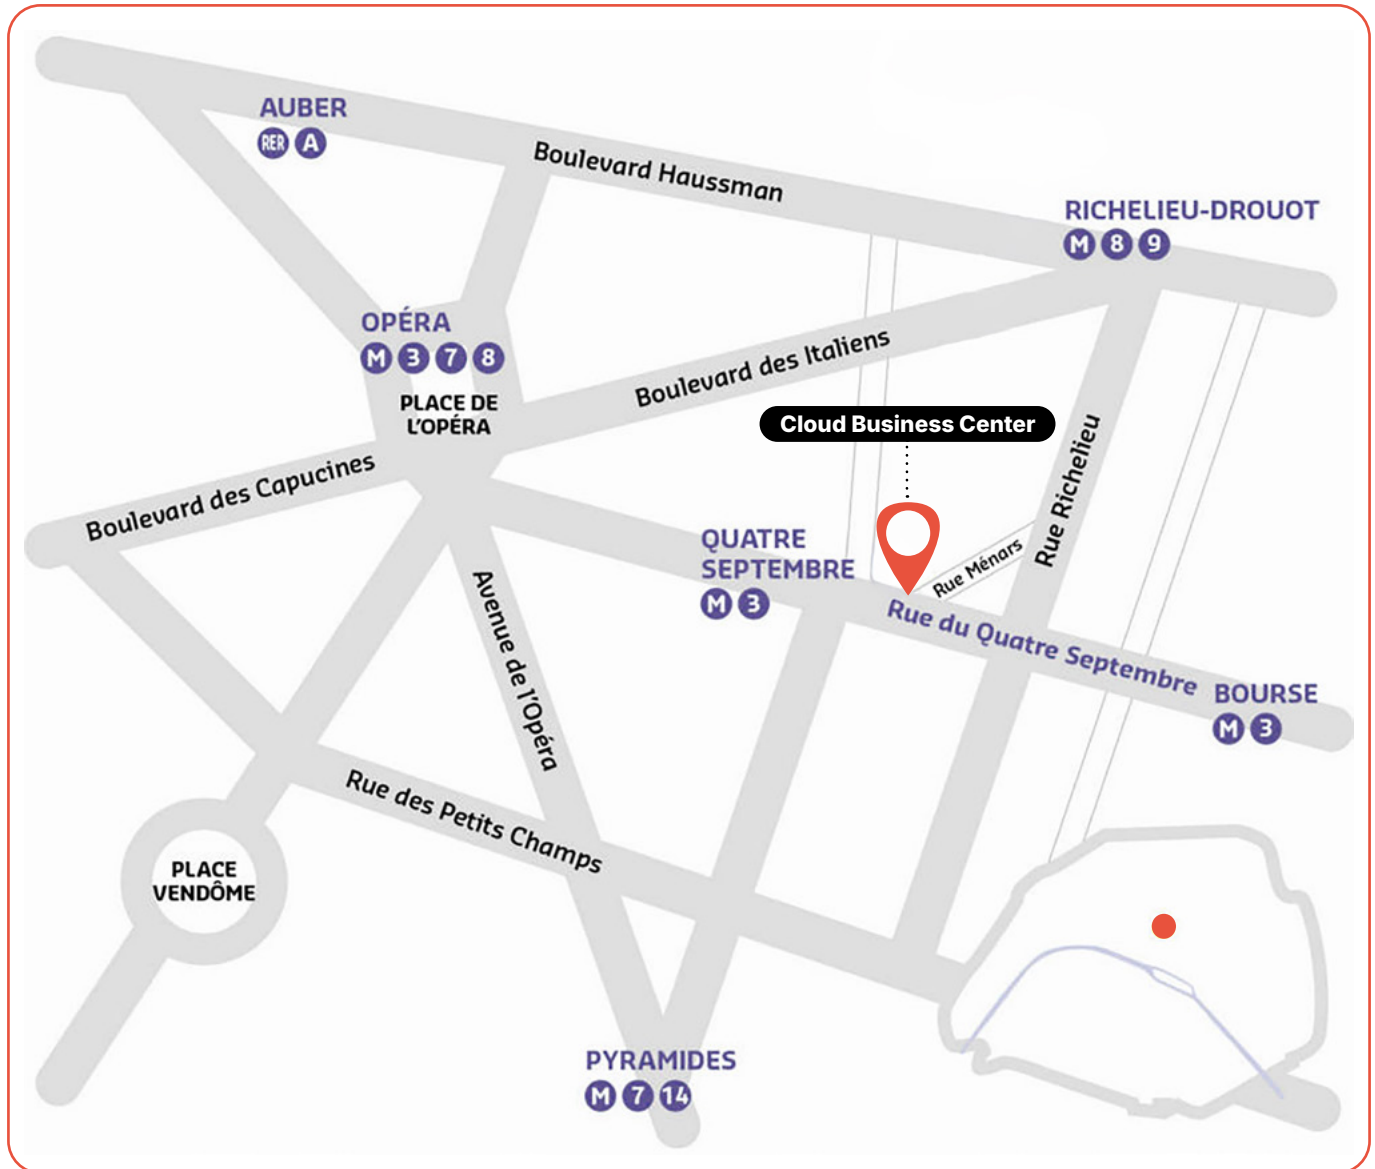 AUBER
RER A
Boulevard Haussman
RICHELIEU-DROUOT
M 8 9
OPÉRA
M 3 7 8
PLACE DE
L'OPÉRA
Boulevard des Italiens
Cloud Business Center
Boulevard des Capucines
Rue Richelieu
QUATRE
SEPTEMBRE
M 3
Rue Ménars
Rue du Quatre Septembre
BOURSE
M 3
Avenue de l'Opéra
Rue des Petits Champs
PLACE
VENDÔME
PYRAMIDES
M 7 14